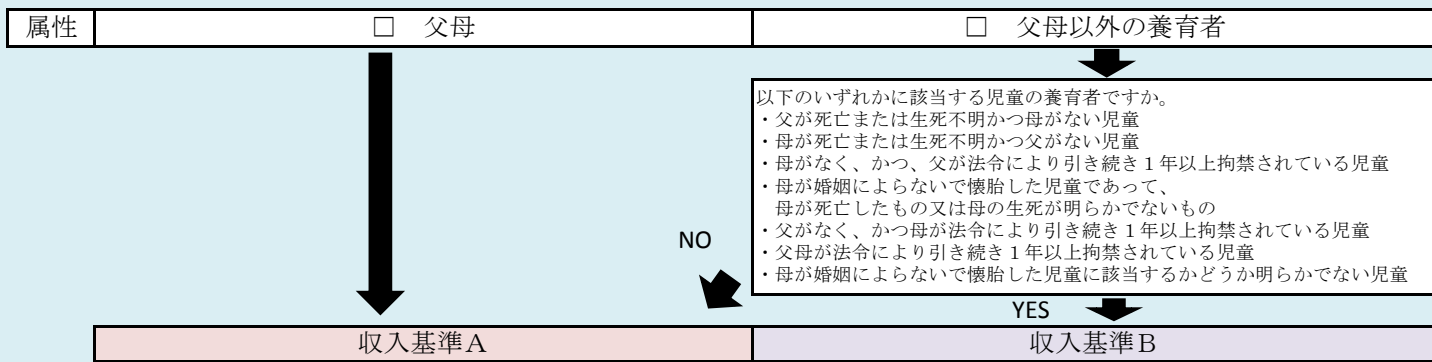 属性
□ 父母
□ 父母以外の養育者
以下のいずれかに該当する児童の養育者ですか。
・父が死亡または生死不明かつ母がない児童
・母が死亡または生死不明かつ父がない児童
・母がなく、かつ、父が法令により引き続き１年以上拘禁されている児童
・母が婚姻によらないで懐胎した児童であって、
母が死亡したもの又は母の生死が明らかでないもの
・父がなく、かつ母が法令により引き続き１年以上拘禁されている児童
・父母が法令により引き続き１年以上拘禁されている児童
・母が婚姻によらないで懐胎した児童に該当するかどうか明らかでない児童
NO
YES
収入基準Ａ
収入基準Ｂ